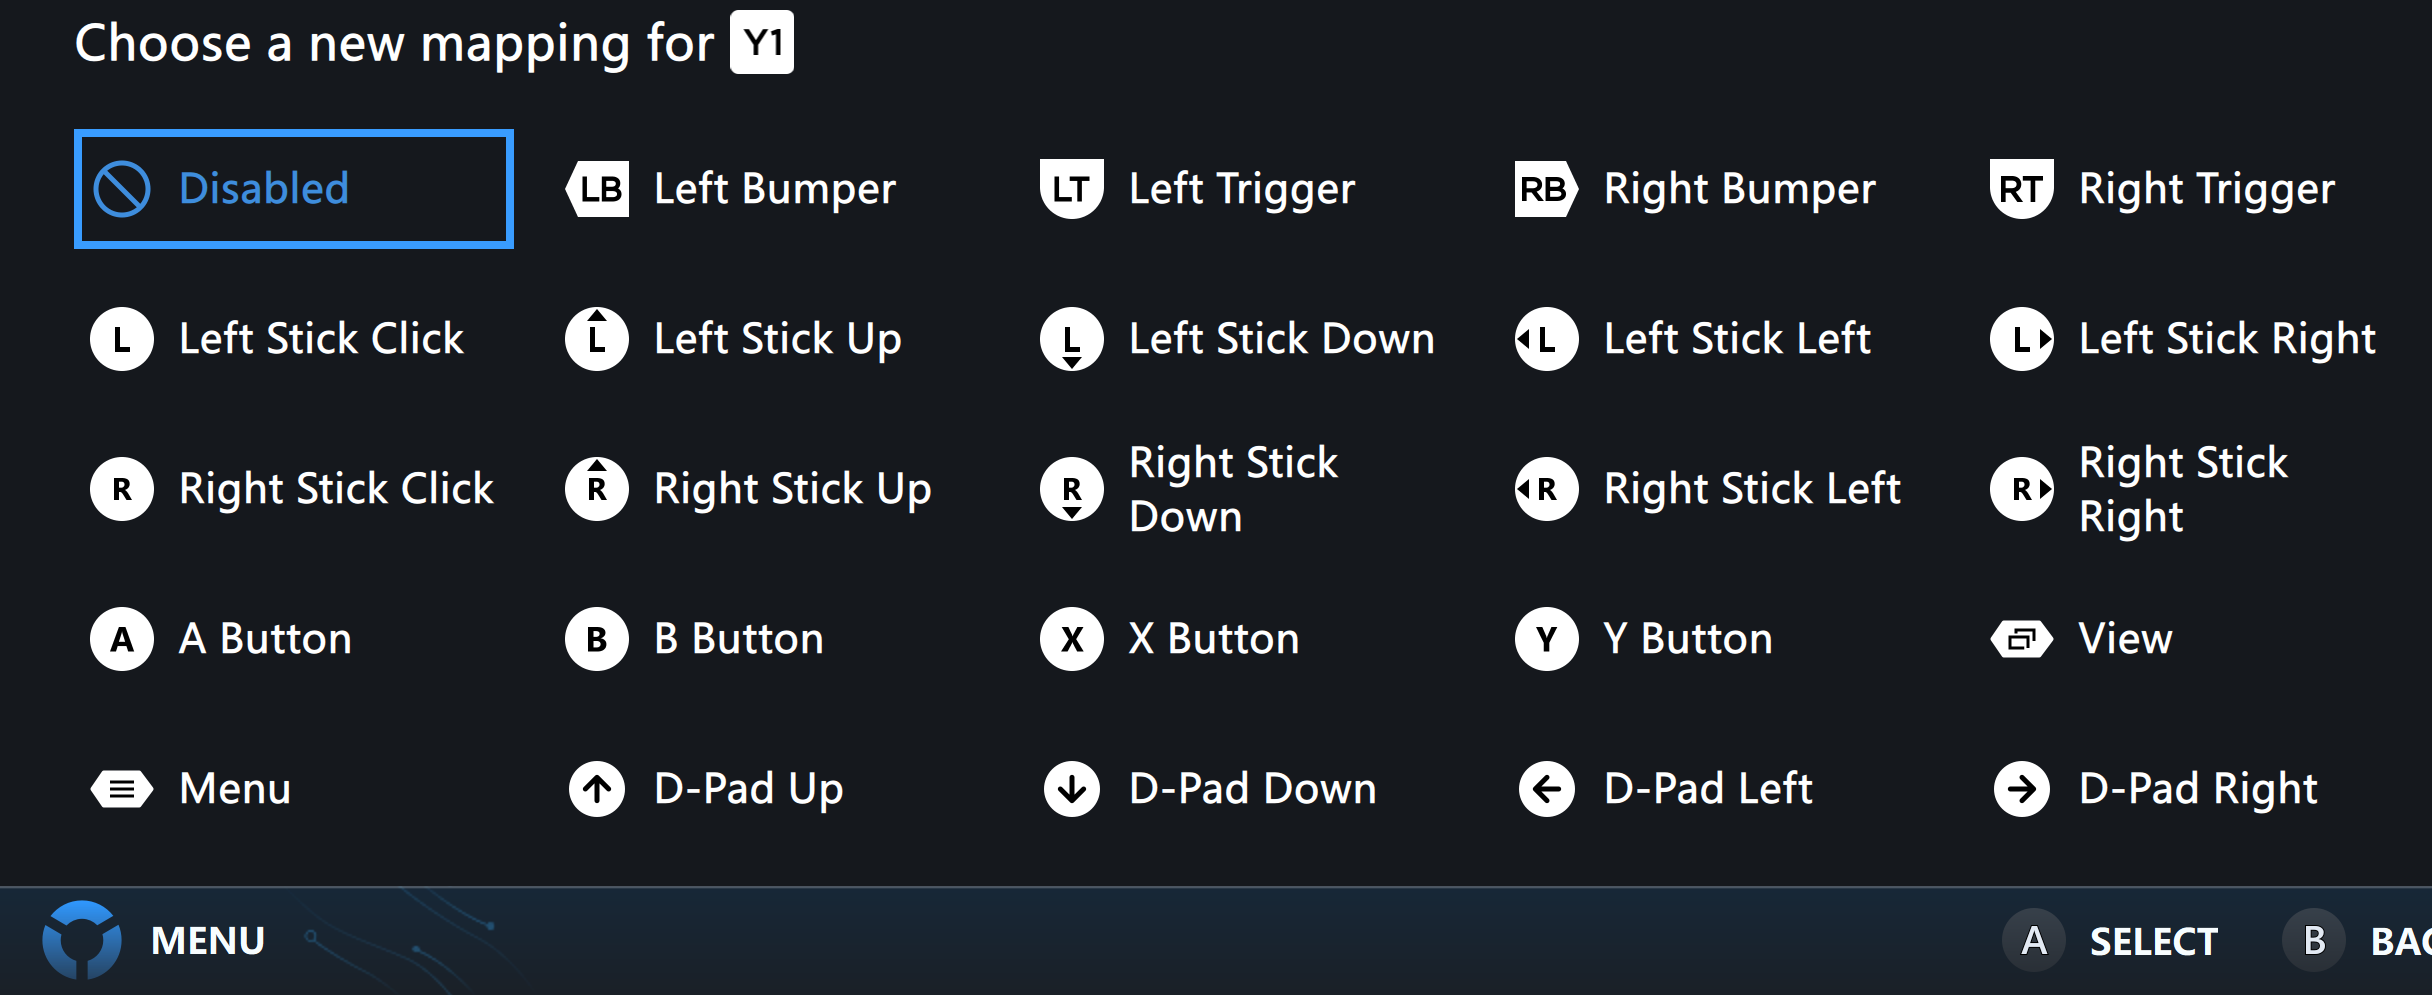 Choose a new mapping for Y1
Disabled
LB Left Bumper
LT Left Trigger
RB Right Bumper
RT Right Trigger
L Left Stick Click
L Left Stick Up
L Left Stick Down
L Left Stick Left
L Left Stick Right
R Right Stick Click
R Right Stick Up
R Right Stick
Down
R Right Stick Left
R Right Stick
Right
A A Button
B B Button
X X Button
Y Y Button
View
Menu
D-Pad Up
D-Pad Down
D-Pad Left
D-Pad Right
MENU
A SELECT
B